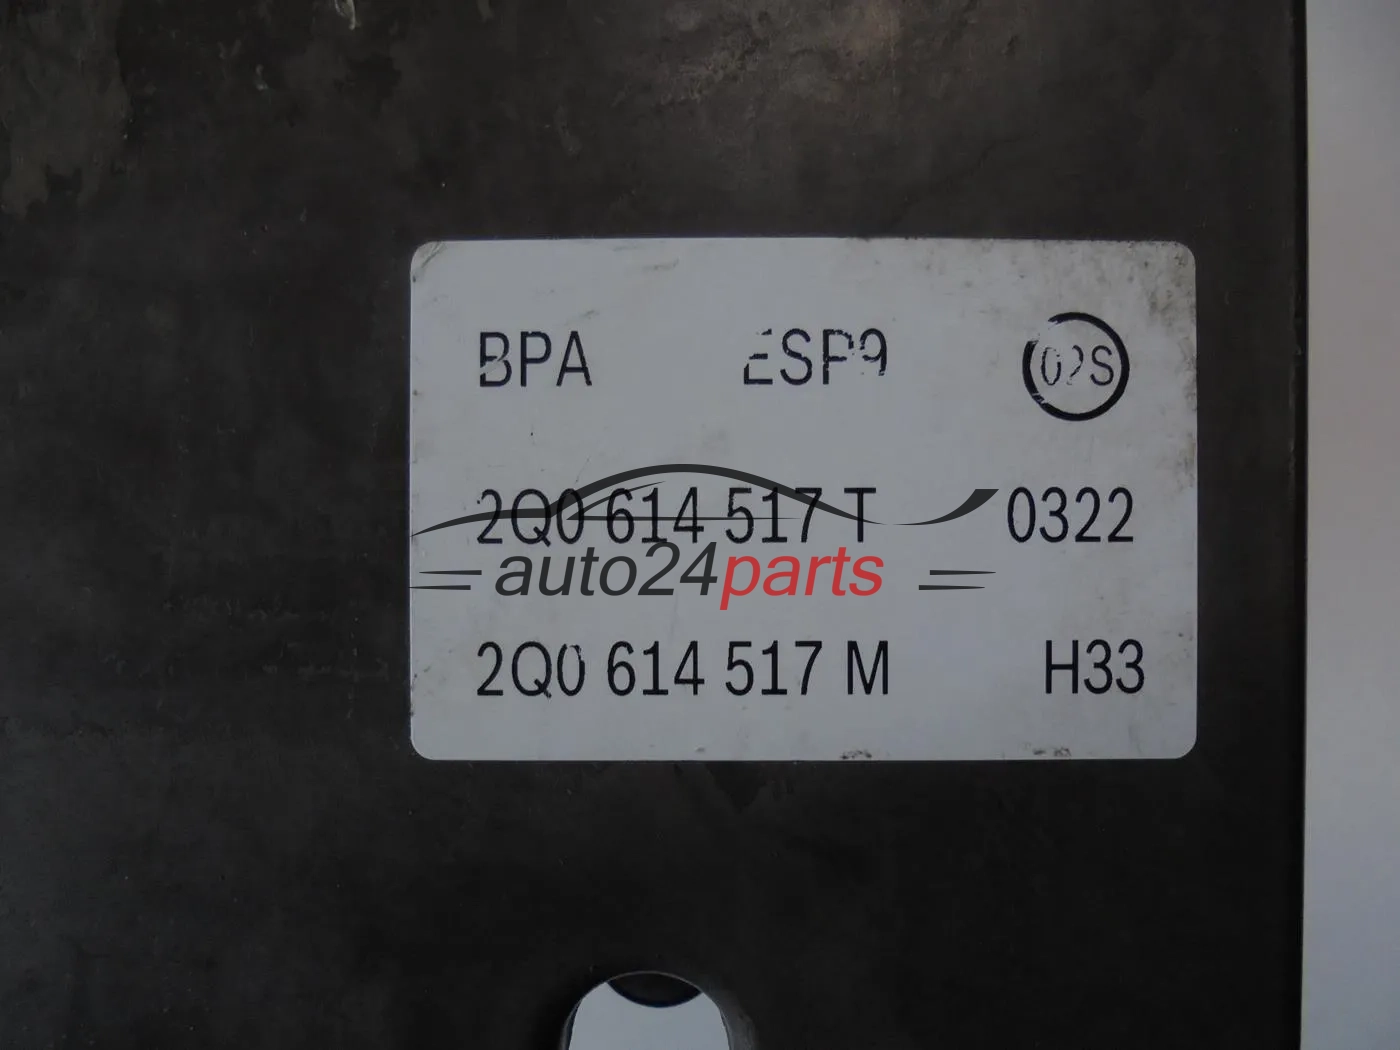 BPA ESP9 02S
2Q0 614 517 T 0322
auto24parts
2Q0 614 517 M H33